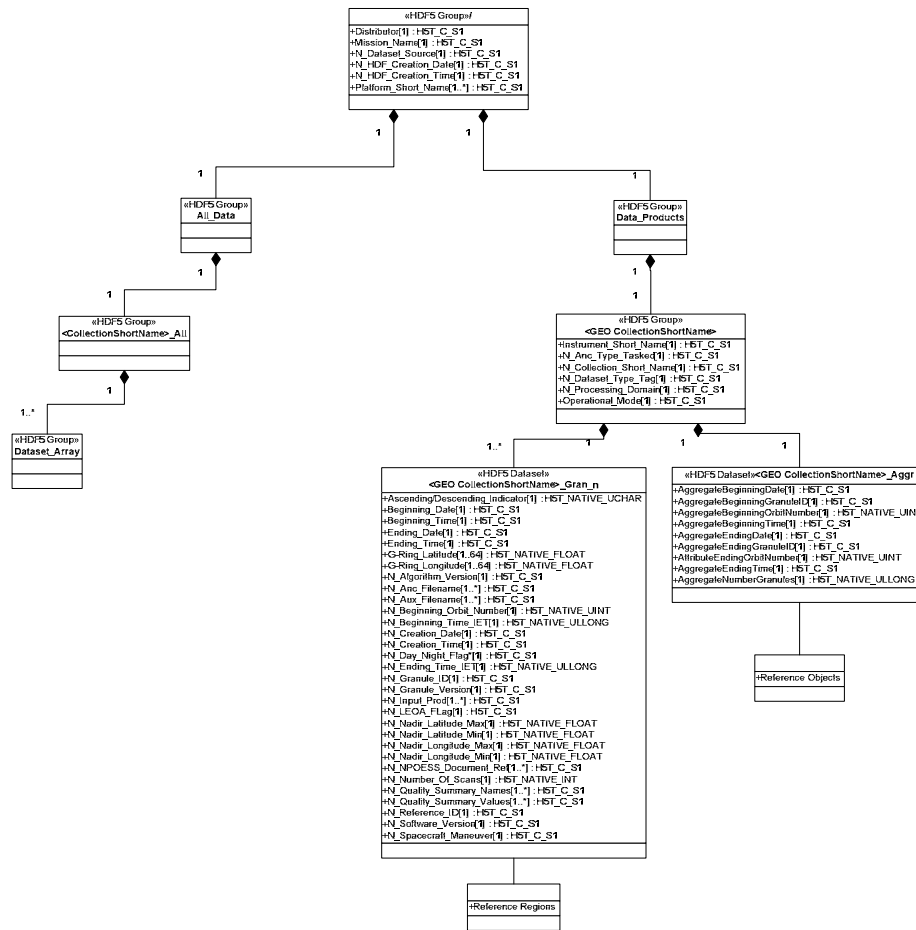 «HDF5 Group»/
+Distributor[1] : H5T_C_S1
+Mission_Name[1] : H5T_C_S1
+N_Dataset_Source[1] : H5T_C_S1
+N_HDF_Creation_Date[1] : H5T_C_S1
+N_HDF_Creation_Time[1] : H5T_C_S1
+Platform_Short_Name[1..*] : H5T_C_S1
1
1
1
1
«HDF5 Group»
All_Data
«HDF5 Group»
Data_Products
1
1
1
1
«HDF5 Group»
<CollectionShortName>_All
«HDF5 Group»
<GEO CollectionShortName>
+Instrument_Short_Name[1] : H5T_C_S1
+N_Anc_Type_Tasked[1] : H5T_C_S1
+N_Collection_Short_Name[1] : H5T_C_S1
+N_Dataset_Type_Tag[1] : H5T_C_S1
+N_Processing_Domain[1] : H5T_C_S1
+Operational_Mode[1] : H5T_C_S1
1
1..*
«HDF5 Group»
Dataset_Array
1..*
1
1
1
«HDF5 Dataset»
<GEO CollectionShortName>_Gran_n
+Ascending/Descending_Indicator[1] : H5T_NATIVE_UCHAR
+Beginning_Date[1] : H5T_C_S1
+Beginning_Time[1] : H5T_C_S1
+Ending_Date[1] : H5T_C_S1
+Ending_Time[1] : H5T_C_S1
+G-Ring_Latitude[1..64] : H5T_NATIVE_FLOAT
+G-Ring_Longitude[1..64] : H5T_NATIVE_FLOAT
+N_Algorithm_Version[1] : H5T_C_S1
+N_Anc_Filename[1..*] : H5T_C_S1
+N_Aux_Filename[1..*] : H5T_C_S1
+N_Beginning_Orbit_Number[1] : H5T_NATIVE_UINT
+N_Beginning_Time_IET[1] : H5T_NATIVE_ULLONG
+N_Creation_Date[1] : H5T_C_S1
+N_Creation_Time[1] : H5T_C_S1
+N_Day_Night_Flag*[1] : H5T_C_S1
+N_Ending_Time_IET[1] : H5T_NATIVE_ULLONG
+N_Granule_ID[1] : H5T_C_S1
+N_Granule_Version[1] : H5T_C_S1
+N_Input_Prod[1..*] : H5T_C_S1
+N_LEOA_FLag[1] : H5T_C_S1
+N_Nadir_Latitude_Max[1] : H5T_NATIVE_FLOAT
+N_Nadir_Latitude_Min[1] : H5T_NATIVE_FLOAT
+N_Nadir_Longitude_Max[1] : H5T_NATIVE_FLOAT
+N_Nadir_Longitude_Min[1] : H5T_NATIVE_FLOAT
+N_NPOESS_Document_Ref[1..*] : H5T_C_S1
+N_Number_Of_Scans[1] : H5T_NATIVE_INT
+N_Quality_Summary_Names[1..*] : H5T_C_S1
+N_Quality_Summary_Values[1..*] : H5T_C_S1
+N_Reference_ID[1] : H5T_C_S1
+N_Software_Version[1] : H5T_C_S1
+N_Spacecraft_Maneuver[1] : H5T_C_S1
«HDF5 Dataset»<GEO CollectionShortName>_Aggr
+AggregateBeginningDate[1] : H5T_C_S1
+AggregateBeginningGranuleID[1] : H5T_C_S1
+AggregateBeginningOrbitNumber[1] : H5T_NATIVE_UIN
+AggregateBeginningTime[1] : H5T_C_S1
+AggregateEndingDate[1] : H5T_C_S1
+AggregateEndingGranuleID[1] : H5T_C_S1
+AttributeEndingOrbitNumber[1] : H5T_NATIVE_UINT
+AggregateEndingTime[1] : H5T_C_S1
+AggregateNumberGranules[1] : H5T_NATIVE_ULLONG
+Reference Objects
+Reference Regions